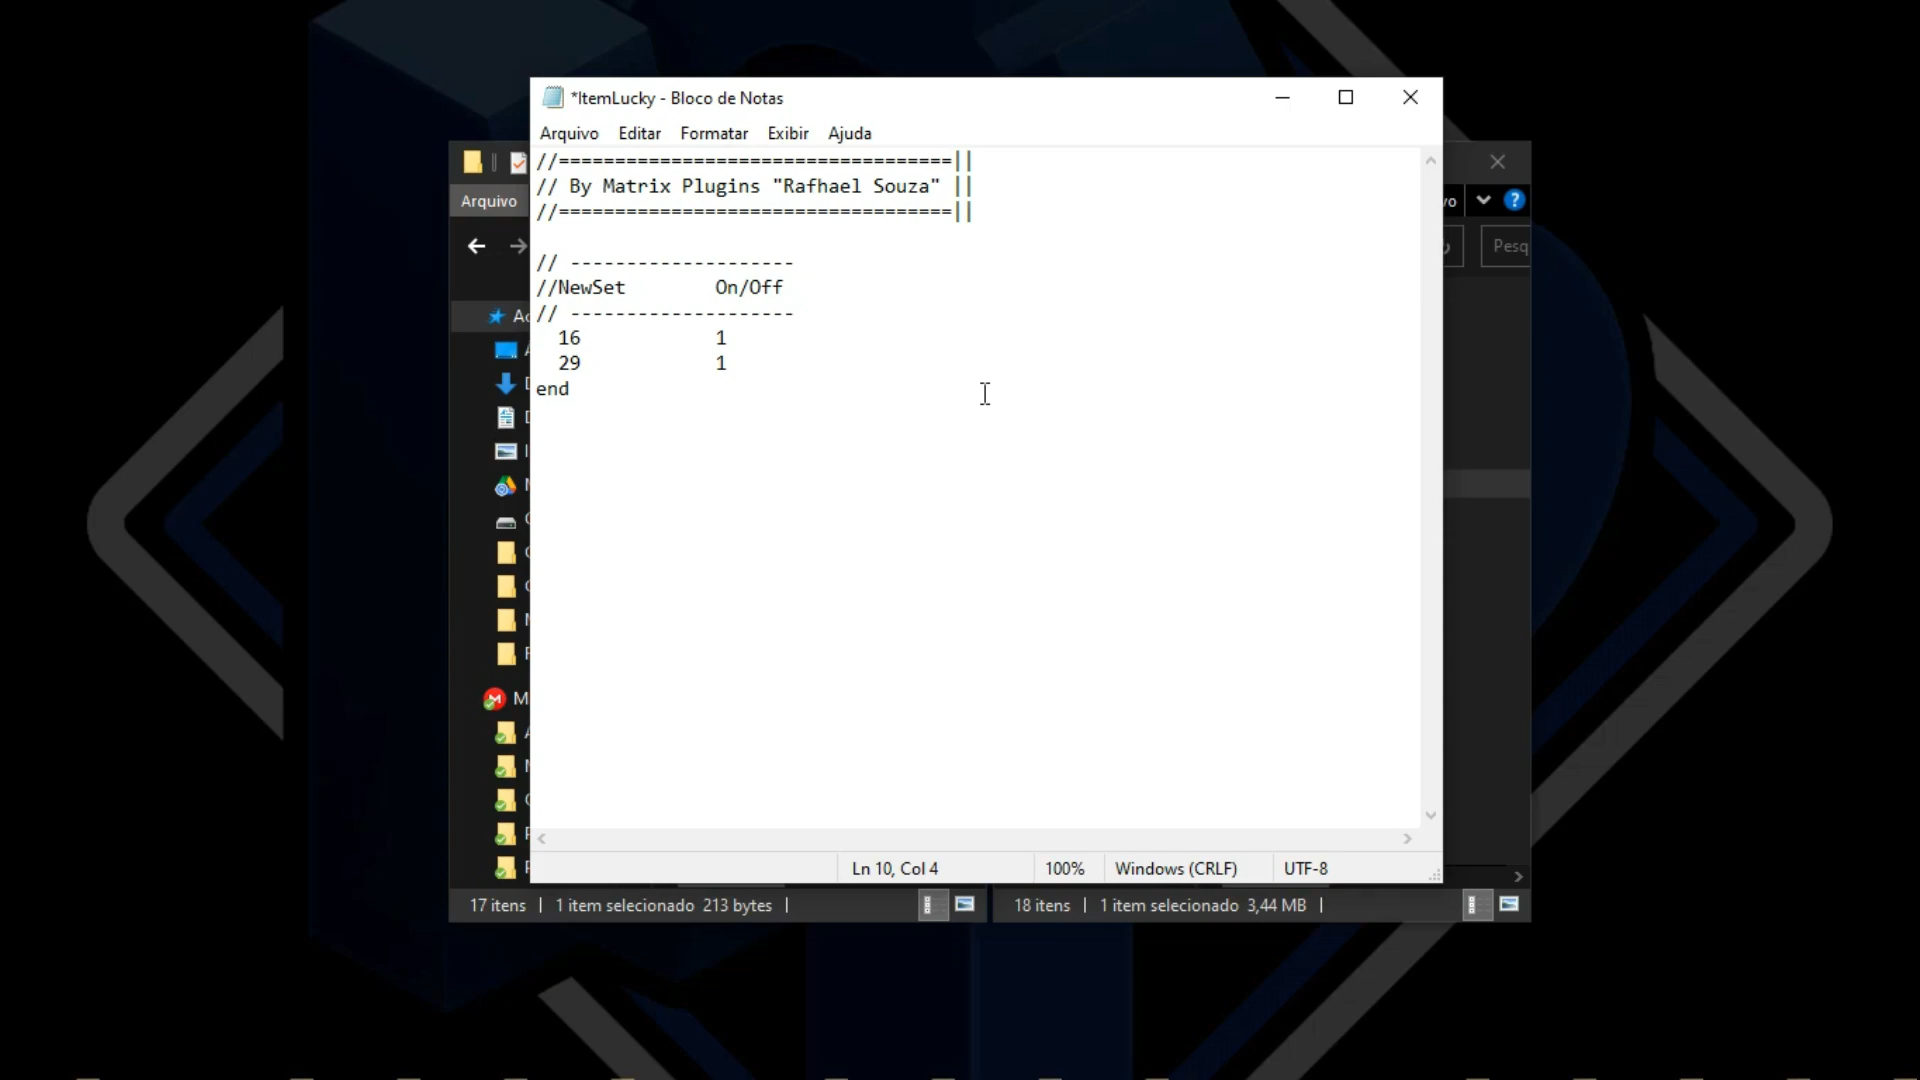 *ItemLucky - Bloco de Notas
Arquivo Editar Formatar Exibir Ajuda
//===================================||
// By Matrix Plugins "Rafhael Souza" ||
//===================================||
// --------------------
//NewSet        On/Off
// --------------------
  16            1
  29            1
end
Ln 10, Col 4
100%
Windows (CRLF)
UTF-8
Arquivo
Pesq
17 itens | 1 item selecionado 213 bytes |
18 itens | 1 item selecionado 3,44 MB |